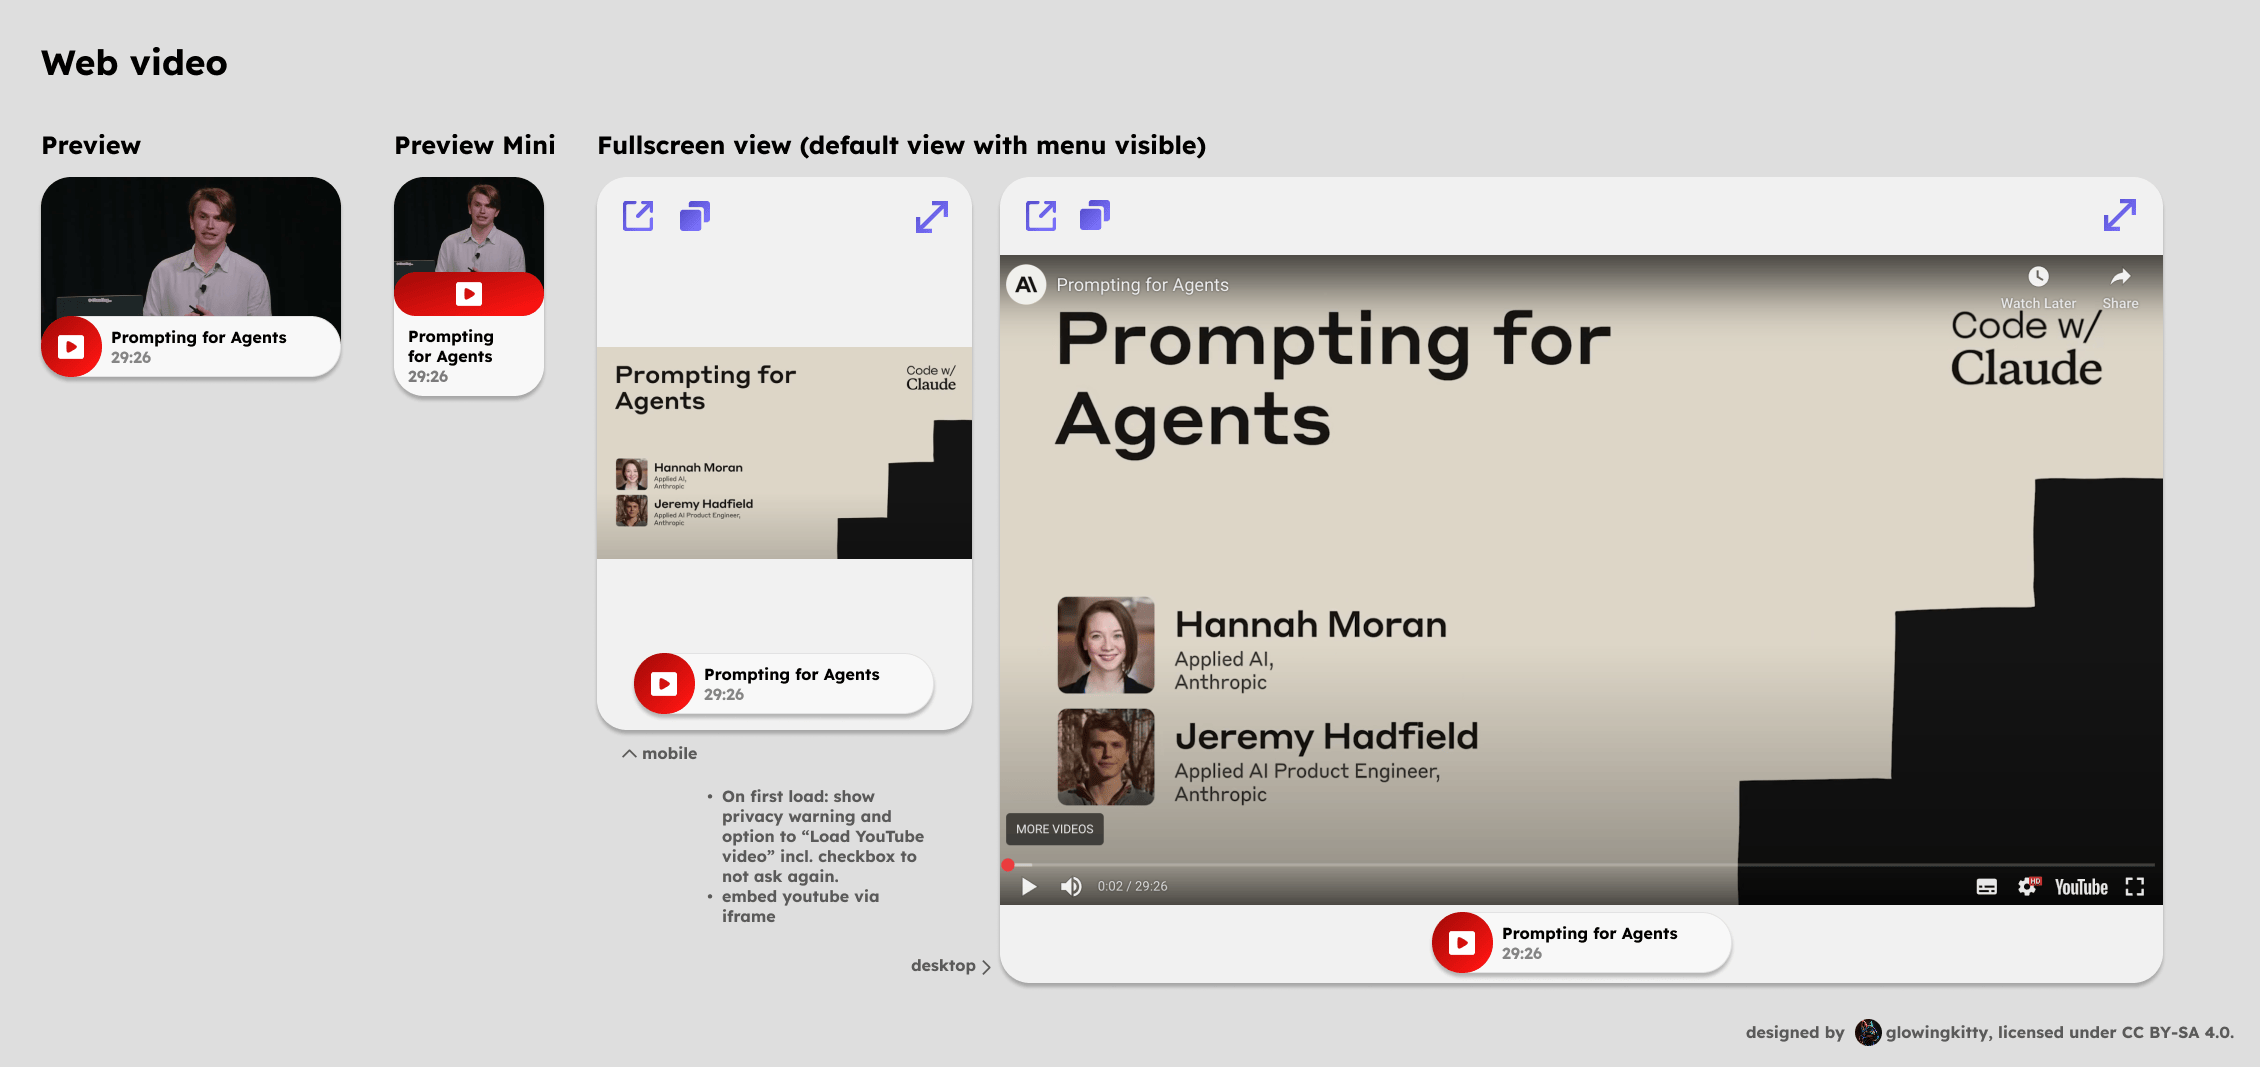 Web video
Preview
Preview Mini
Fullscreen view (default view with menu visible)
Prompting for Agents
29:26
Prompting
for Agents
29:26
Prompting for
Agents
Code w/
Claude
Hannah Moran
Applied AI,
Anthropic
Jeremy Hadfield
Applied AI Product Engineer,
Anthropic
Prompting for Agents
29:26
^ mobile
• On first load: show
privacy warning and
option to “Load YouTube
video” incl. checkbox to
not ask again.
• embed youtube via
iframe
desktop >
A\
Prompting for Agents
Watch Later
Share
Prompting for
Agents
Code w/
Claude
Hannah Moran
Applied AI,
Anthropic
Jeremy Hadfield
Applied AI Product Engineer,
Anthropic
MORE VIDEOS
0:02 / 29:26
HD
YouTube
Prompting for Agents
29:26
designed by glowingkitty, licensed under CC BY-SA 4.0.